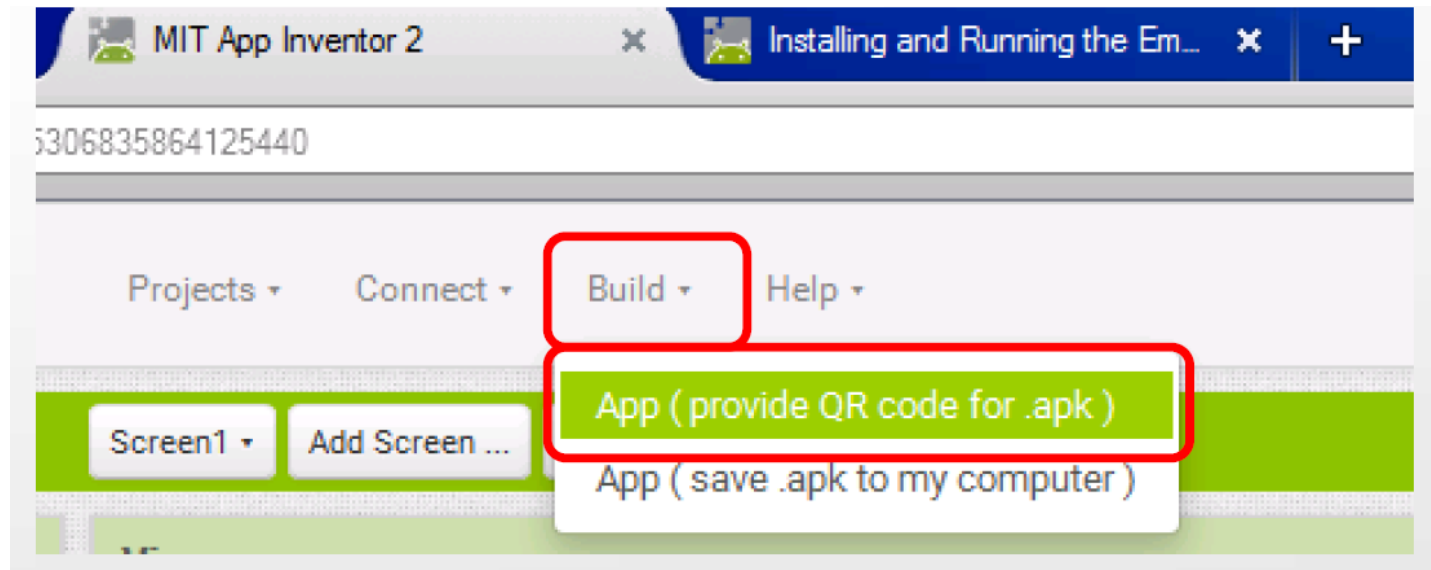 MIT App Inventor 2 Installing and Running the Em...
5306835864125440
Projects Connect Build Help
App ( provide QR code for .apk )
Screen1 Add Screen ...
App ( save .apk to my computer )